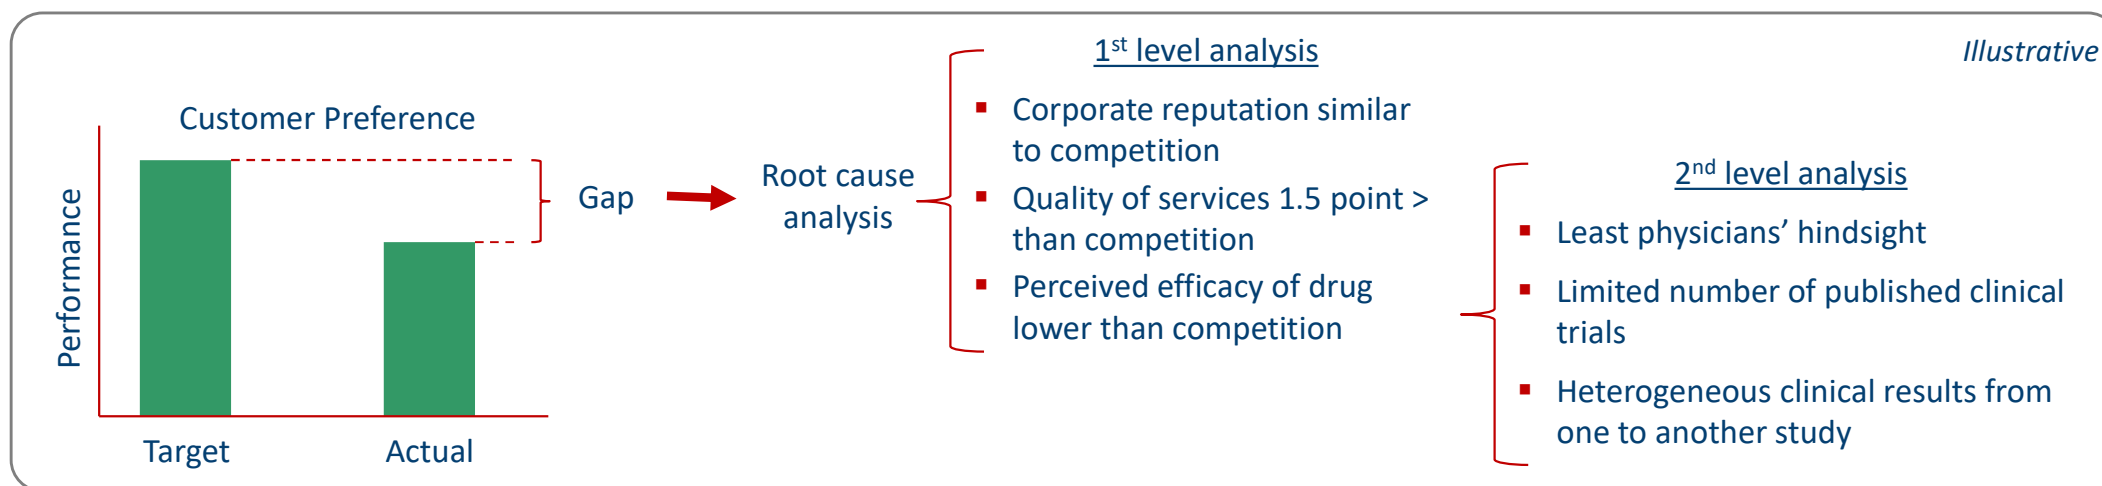 Illustrative
Customer Preference
Performance
Target
Actual
Gap
Root cause
analysis
1st level analysis
▪ Corporate reputation similar
to competition
▪ Quality of services 1.5 point >
than competition
▪ Perceived efficacy of drug
lower than competition
2nd level analysis
▪ Least physicians’ hindsight
▪ Limited number of published clinical
trials
▪ Heterogeneous clinical results from
one to another study